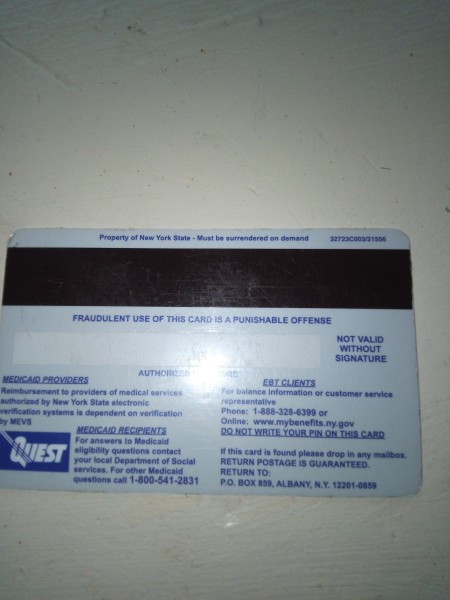 Property of New York State - Must be surrendered on demand 32723C003/21556
FRAUDULENT USE OF THIS CARD IS A PUNISHABLE OFFENSE
NOT VALID
WITHOUT
SIGNATURE
AUTHORIZED
MEDICAID PROVIDERS
Reimbursement to providers of medical services
authorized by New York State electronic
verification systems is dependent on verification
by MEVS
MEDICAID RECIPIENTS
For answers to Medicaid
eligibility questions contact
your local Department of Social
services. For other Medicaid
questions call 1-800-541-2831
QUEST
EBT CLIENTS
For balance information or customer service
representative
Phone: 1-888-328-6399 or
Online: www.mybenefits.ny.gov
DO NOT WRITE YOUR PIN ON THIS CARD
If this card is found please drop in any mailbox.
RETURN POSTAGE IS GUARANTEED.
RETURN TO:
P.O. BOX 859, ALBANY, N.Y. 12201-0859